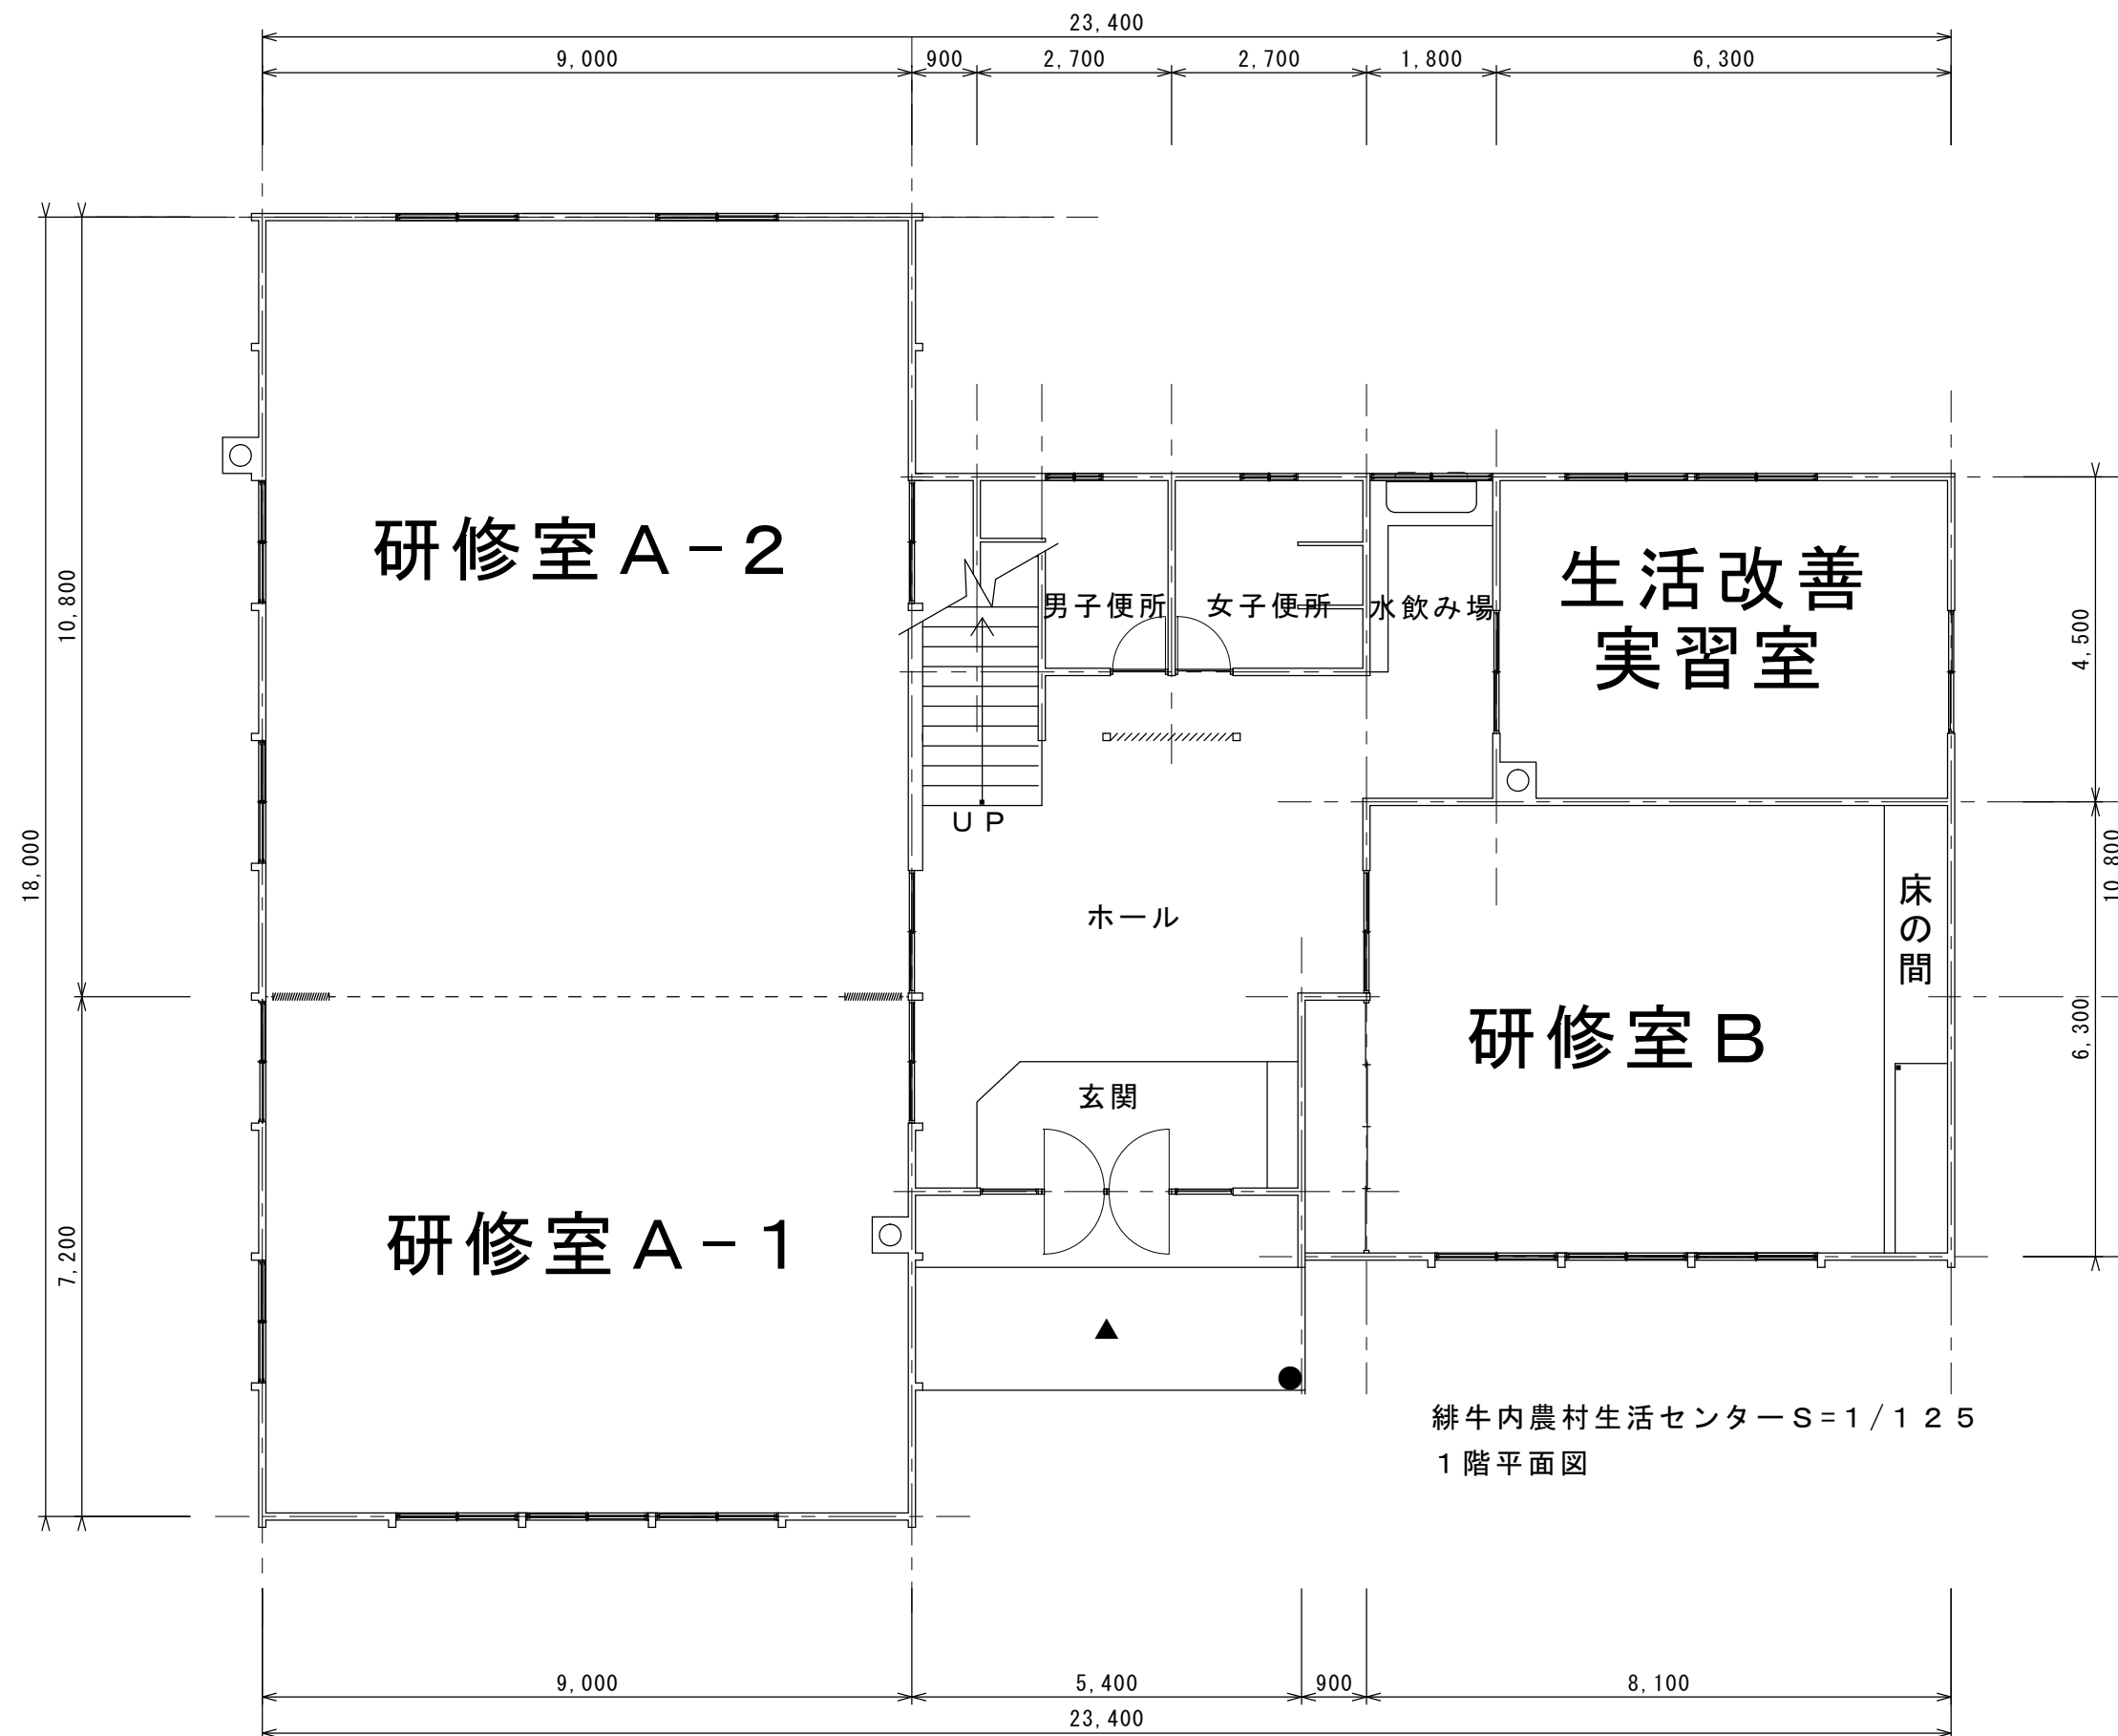 23,400
9,000
900
2,700
2,700
1,800
6,300
10,800
18,000
7,200
研修室A-2
男子便所
女子便所
水飲み場
生活改善
実習室
4,500
10,800
6,300
UP
ホール
床の間
研修室B
玄関
研修室A-1
▲
緋牛内農村生活センターS=1/125
1階平面図
9,000
5,400
900
8,100
23,400